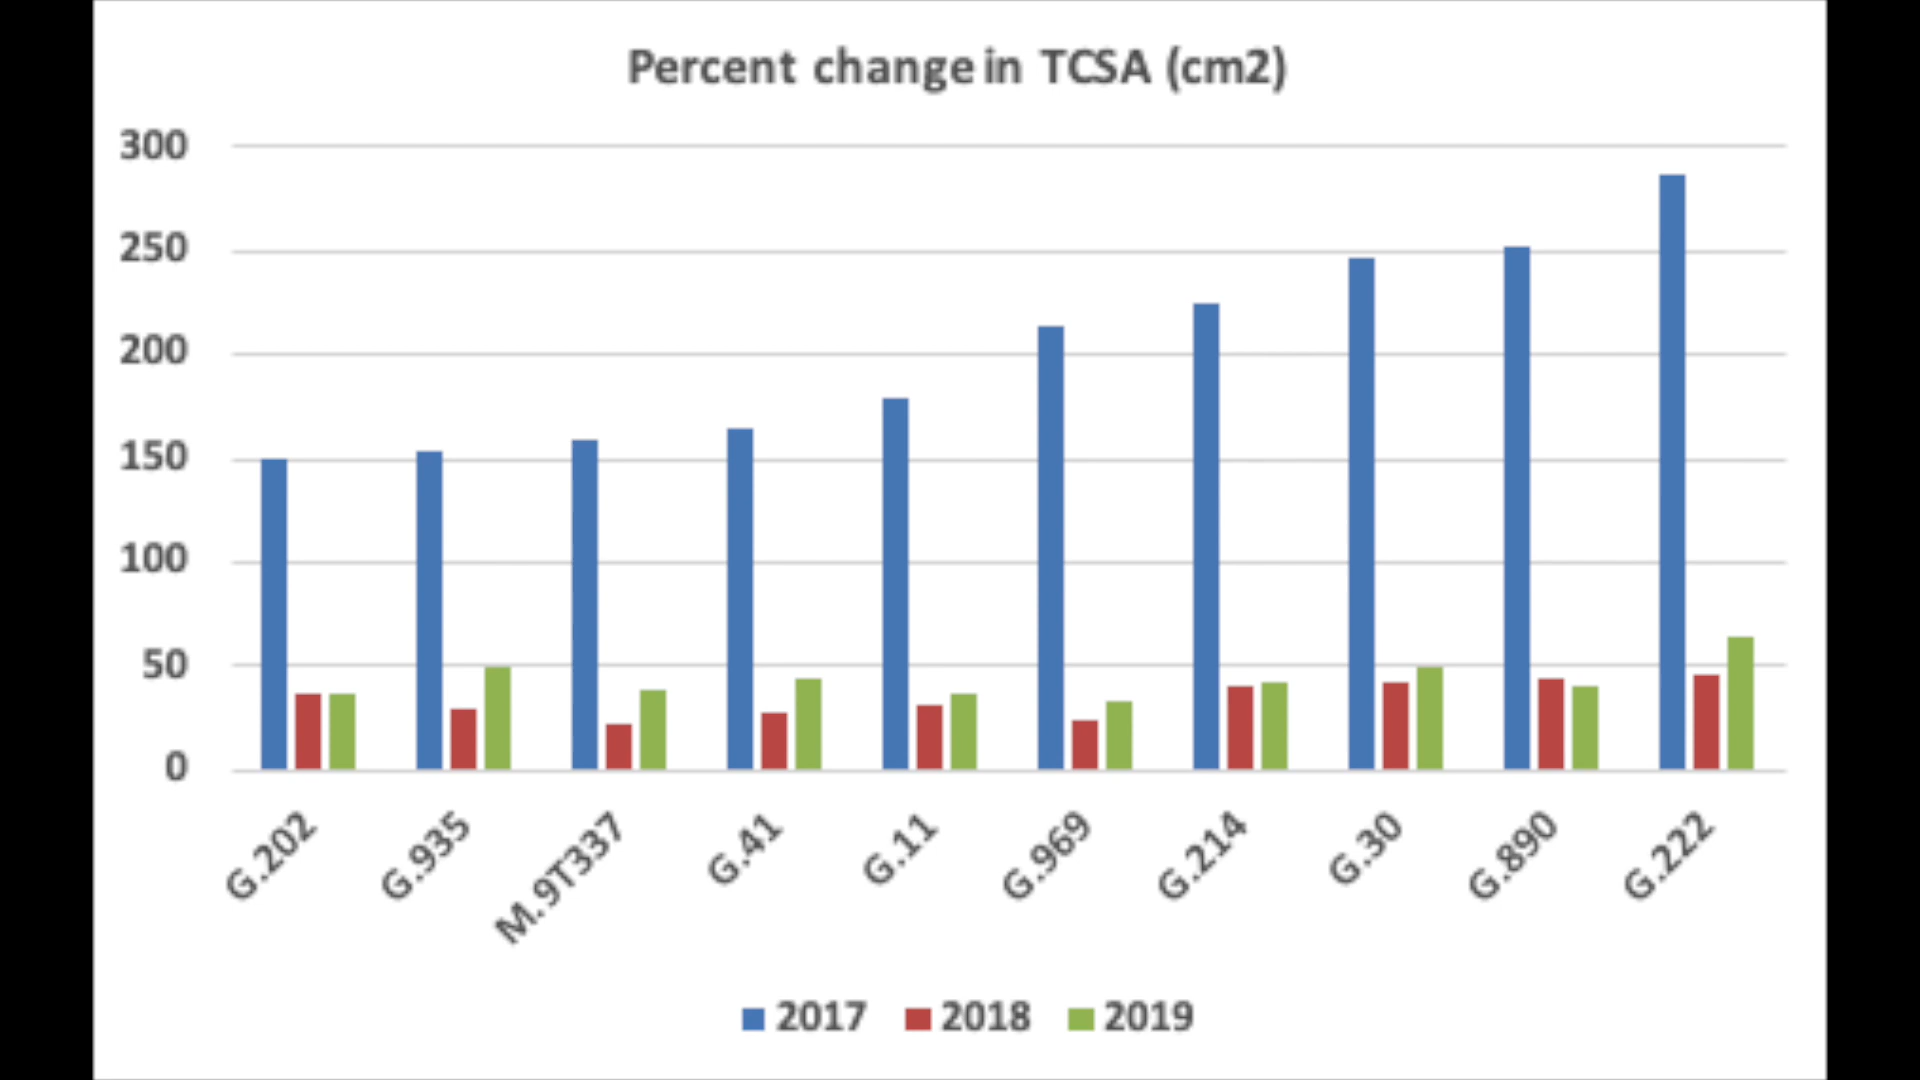 Percent change in TCSA (cm2)
300
250
200
150
100
50
0
G.202
G.935
M.9T337
G.41
G.11
G.969
G.214
G.30
G.890
G.222
2017 2018 2019